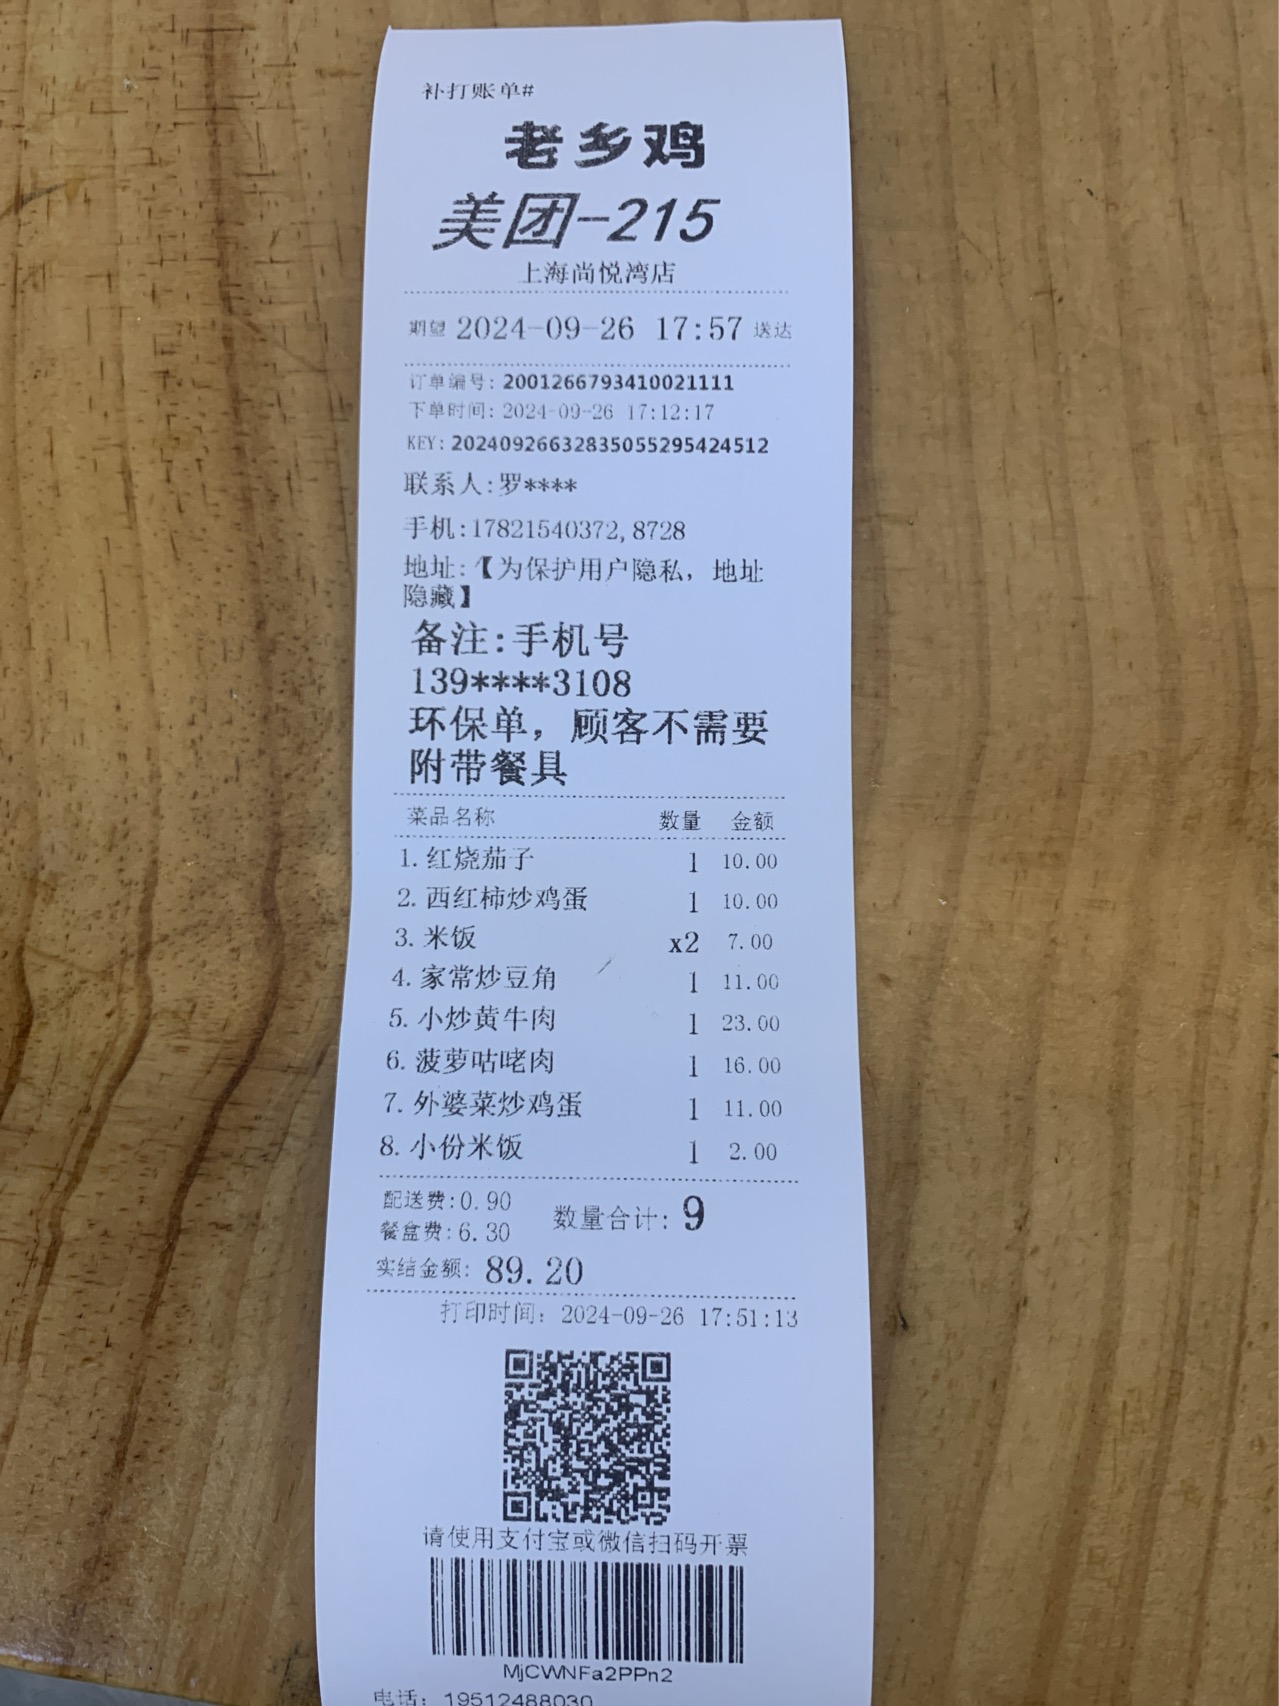 补打账单#
老乡鸡
美团-215
上海尚悦湾店
期望 2024-09-26 17:57 送达
订单编号: 2001266793410021111
下单时间: 2024-09-26 17:12:17
KEY: 2024092663283505529542​4512
联系人:罗****
手机:17821540372,8728
地址:【为保护用户隐私，地址
隐藏】
备注:手机号
139****3108
环保单，顾客不需要
附带餐具
菜品名称 数量 金额
1. 红烧茄子 1 10.00
2. 西红柿炒鸡蛋 1 10.00
3. 米饭 x2 7.00
4. 家常炒豆角 1 11.00
5. 小炒黄牛肉 1 23.00
6. 菠萝咕咾肉 1 16.00
7. 外婆菜炒鸡蛋 1 11.00
8. 小份米饭 1 2.00
配送费:0.90 数量合计: 9
餐盒费:6.30
实结金额: 89.20
打印时间: 2024-09-26 17:51:13
请使用支付宝或微信扫码开票
MjCWNFa2PPn2
电话: 19512488030